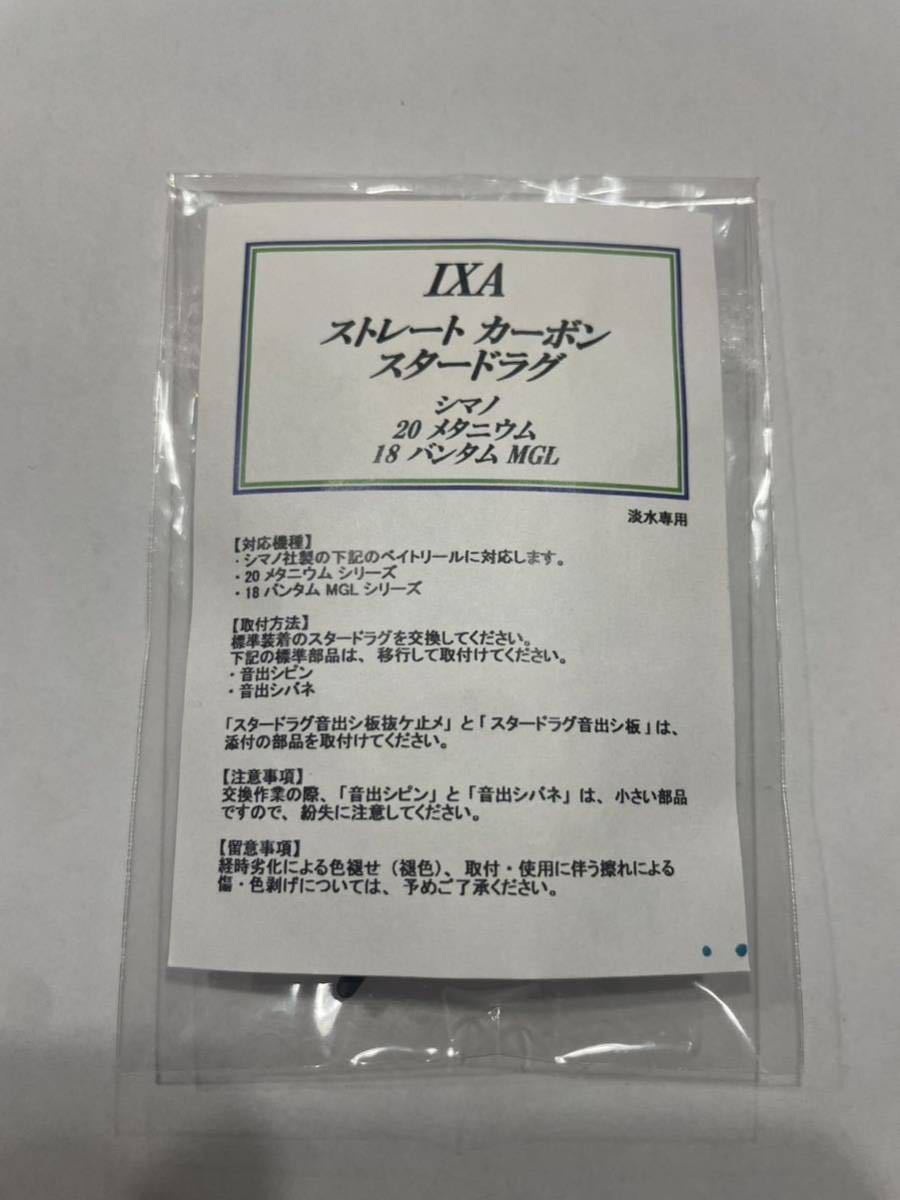 IXA
ストレート カーボン
スタードラグ
シマノ
20 メタニウム
18 バンタム MGL
淡水専用
【対応機種】
・シマノ社製の下記のベイトリールに対応します。
・20 メタニウム シリーズ
・18 バンタム MGL シリーズ
【取付方法】
標準装着のスタードラグを交換してください。
下記の標準部品は、移行して取付けてください。
・音出シピン
・音出シバネ
「スタードラグ音出シ板抜ケ止メ」と「スタードラグ音出シ板」は、
添付の部品を取付けてください。
【注意事項】
交換作業の際、「音出シピン」と「音出シバネ」は、小さい部品
ですので、紛失に注意してください。
【留意事項】
経時劣化による色褪せ（褪色）、取付・使用に伴う擦れによる
傷・色剥げについては、予めご了承ください。